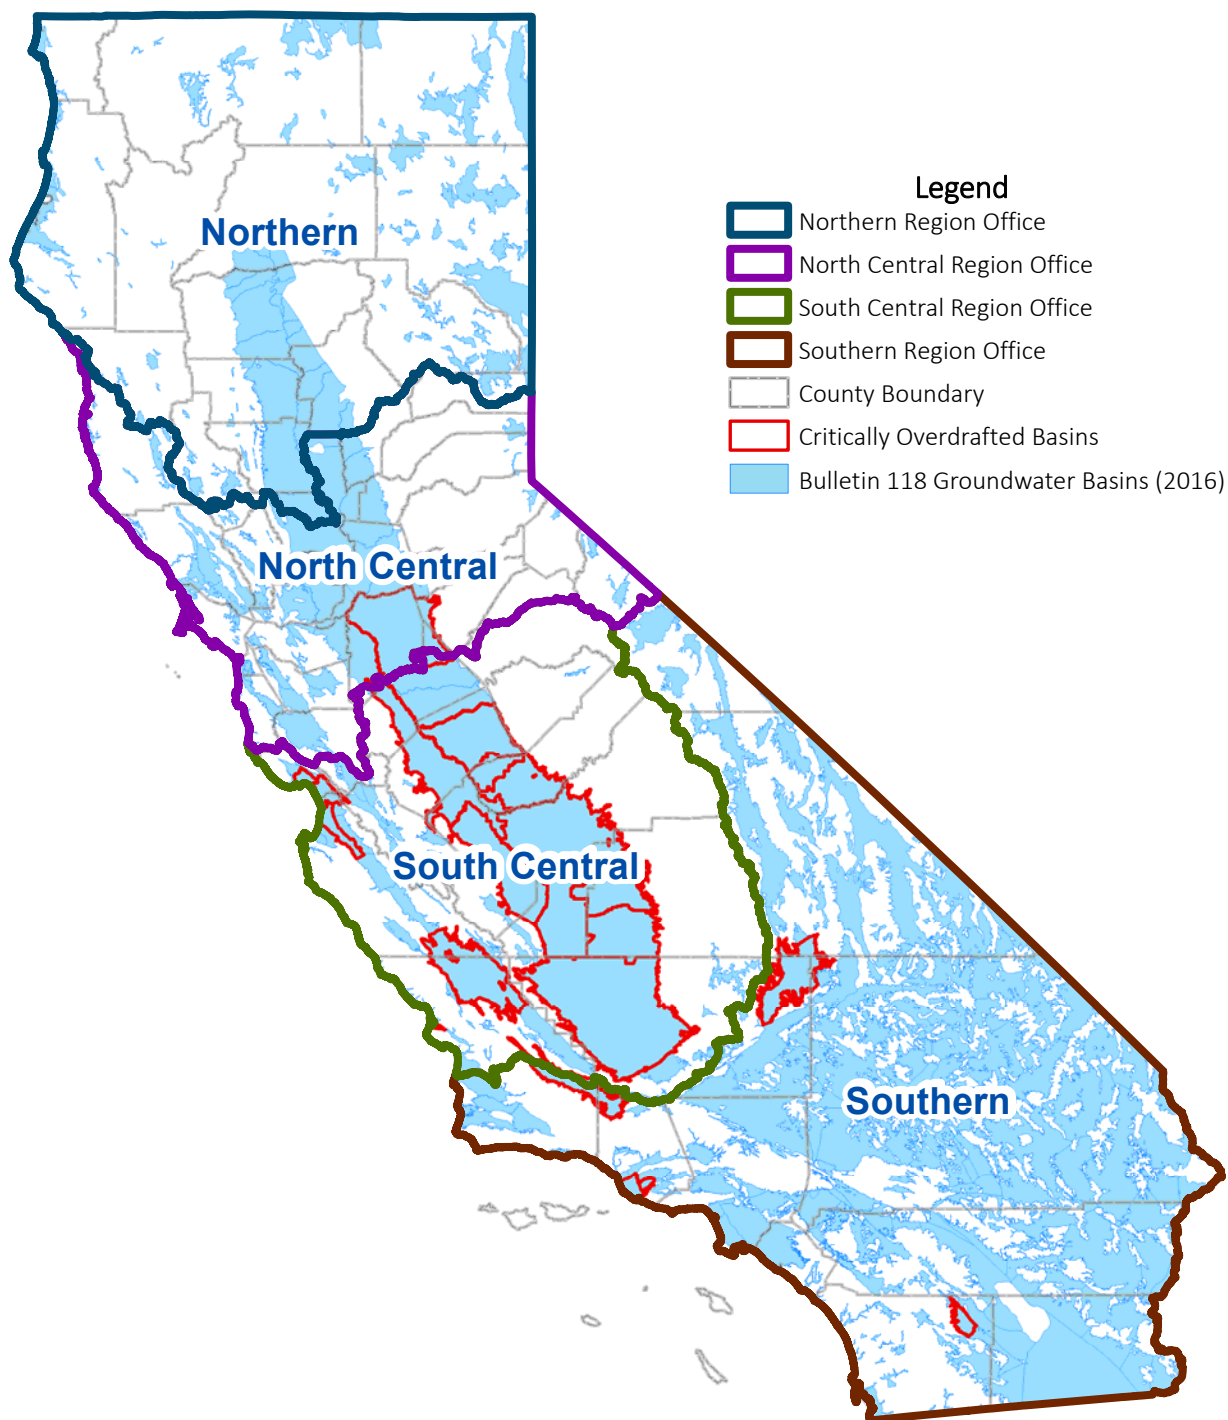 Northern
Legend
Northern Region Office
North Central Region Office
South Central Region Office
Southern Region Office
County Boundary
Critically Overdrafted Basins
Bulletin 118 Groundwater Basins (2016)
North Central
South Central
Southern